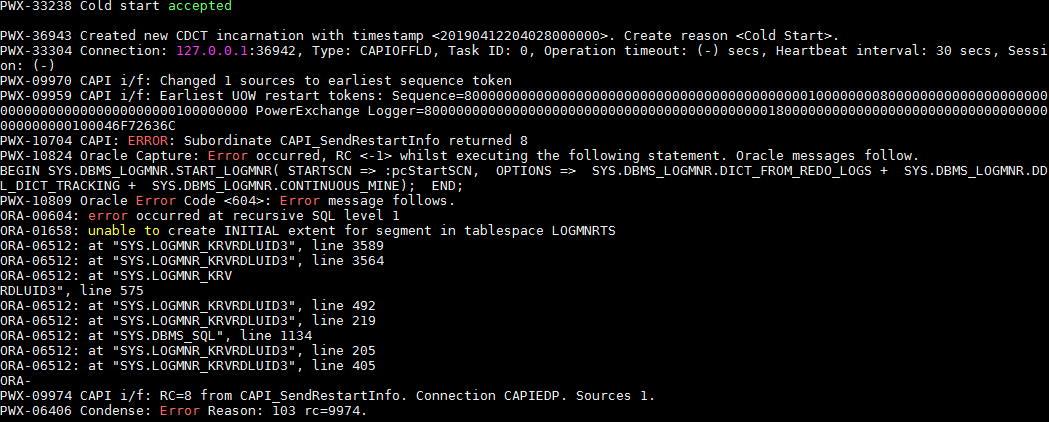 PWX-33238 Cold start accepted
PWX-36943 Created new CDCT incarnation with timestamp <20190412204028000000>. Create reason <Cold Start>.
PWX-33304 Connection: 127.0.0.1:36942, Type: CAPIOFFLD, Task ID: 0, Operation timeout: (-) secs, Heartbeat interval: 30 secs, Sessi
on: (-)
PWX-09970 CAPI i/f: Changed 1 sources to earliest sequence token
PWX-09959 CAPI i/f: Earliest UOW restart tokens:
PWX-10704 CAPI: ERROR: Subordinate CAPI_SendRestartInfo returned 8
PWX-10824 Oracle Capture: Error occurred, RC <-1> whilst executing the following statement. Oracle messages follow.
BEGIN SYS.DBMS_LOGMNR.START_LOGMNR( STARTSCN => :pcStartSCN,  OPTIONS =>  SYS.DBMS_LOGMNR.DICT_FROM_REDO_LOGS +  SYS.DBMS_LOGMNR.DD
L_DICT_TRACKING +  SYS.DBMS_LOGMNR.CONTINUOUS_MINE);  END;
PWX-10809 Oracle Error Code <604>: Error message follows.
ORA-00604: error occurred at recursive SQL level 1
ORA-01658: unable to create INITIAL extent for segment in tablespace LOGMNRTS
ORA-06512: at "SYS.LOGMNR_KRVRDLUID3", line 3589
ORA-06512: at "SYS.LOGMNR_KRVRDLUID3", line 3564
ORA-06512: at "SYS.LOGMNR_KRV
RDLUID3", line 575
ORA-06512: at "SYS.LOGMNR_KRVRDLUID3", line 492
ORA-06512: at "SYS.LOGMNR_KRVRDLUID3", line 219
ORA-06512: at "SYS.DBMS_SQL", line 1134
ORA-06512: at "SYS.LOGMNR_KRVRDLUID3", line 205
ORA-06512: at "SYS.LOGMNR_KRVRDLUID3", line 405
ORA-
PWX-09974 CAPI i/f: RC=8 from CAPI_SendRestartInfo. Connection CAPIEDP. Sources 1.
PWX-06406 Condense: Error Reason: 103 rc=9974.